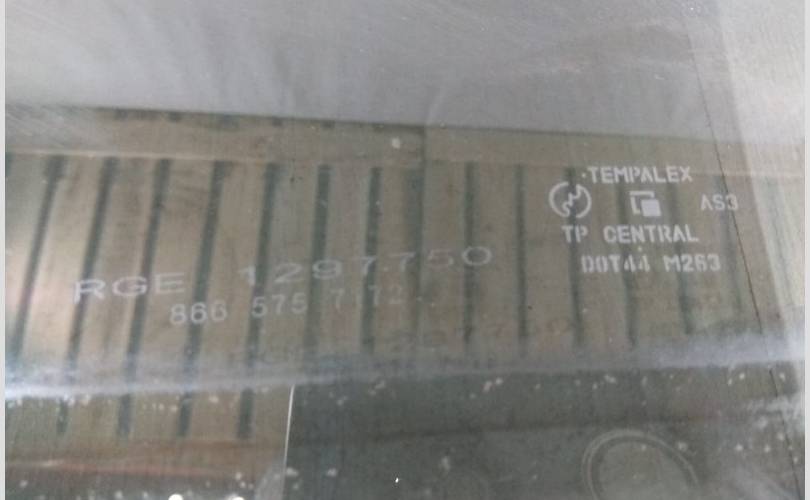 TEMPALEX
AS3
TP CENTRAL
DOT44 M263
RGE 1297750
866 575 7172